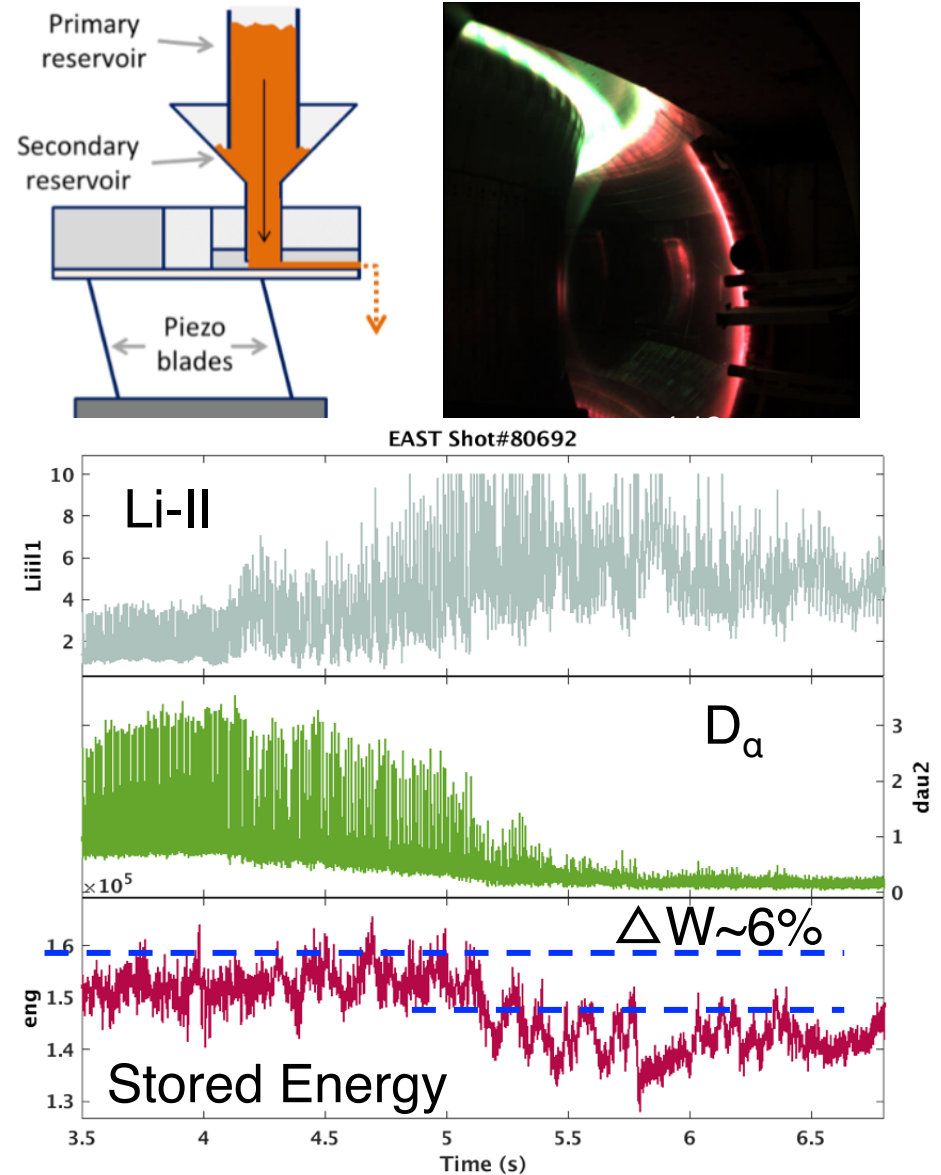 Primary
reservoir
Secondary
reservoir
Piezo
blades
EAST Shot#80692
Li-II
Liiil1
10
8
6
4
2
Dα
dau2
3
2
1
0
×10⁵
△W~6%
eng
1.6
1.5
1.4
1.3
Stored Energy
3.5
4
4.5
5
5.5
6
6.5
Time (s)